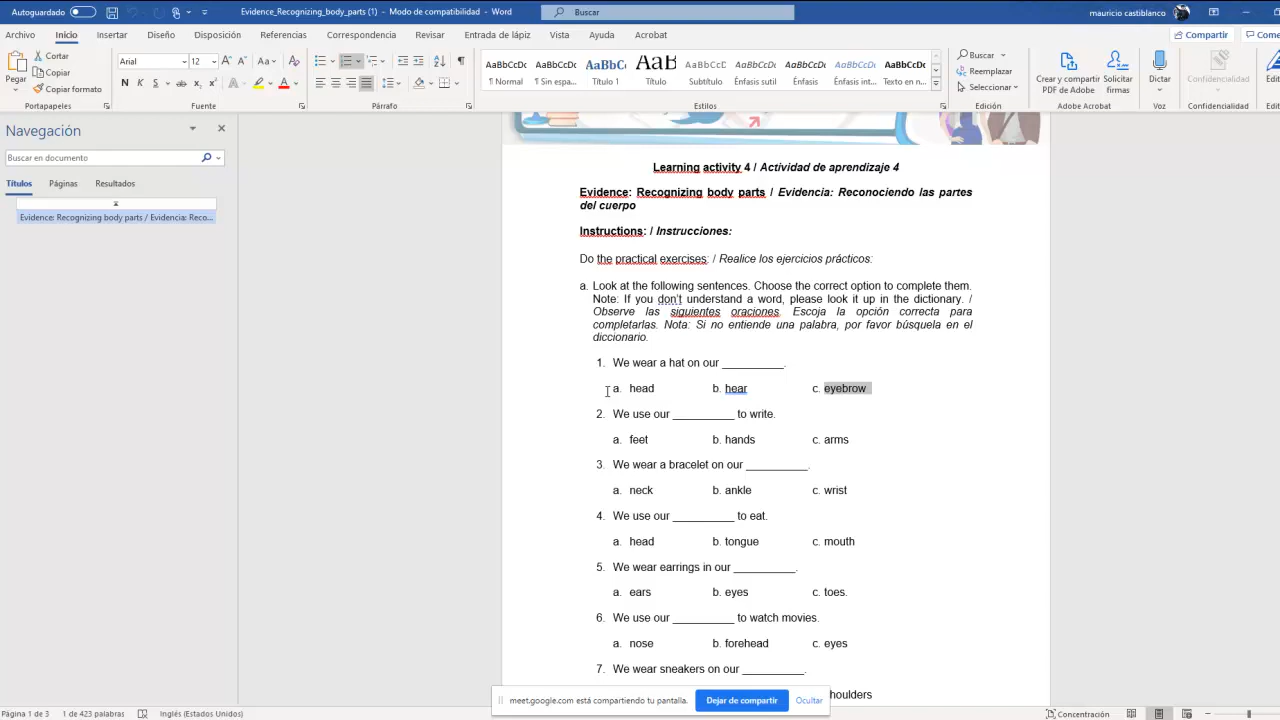 Autoguardado
Evidence_Recognizing_body_parts (1) - Modo de compatibilidad - Word
Buscar
mauricio castiblanco
Archivo Inicio Insertar Diseño Disposición Referencias Correspondencia Revisar Entrada de lápiz Vista Ayuda Acrobat
Compartir
Pegar
Cortar
Copiar
Copiar formato
Portapapeles
Arial 12
Fuente
Párrafo
AaBbCcDc AaBbCcDc AaBbC AaB AaBbCcD AaBbCcDc AaBbCcDc AaBbCcDc AaBbCcDc
¶ Normal ¶ Sin espa... Título 1 Título Subtítulo Énfasis sutil Énfasis Énfasis int... Texto en n...
Estilos
Buscar
Reemplazar
Seleccionar
Edición
Crear y compartir PDF de Adobe
Solicitar firmas
Adobe Acrobat
Dictar
Voz
Confidencialidad
Confidencialidad
Navegación
Buscar en documento
Títulos Páginas Resultados
Evidence: Recognizing body parts / Evidencia: Reco...
Learning activity 4 / Actividad de aprendizaje 4
Evidence: Recognizing body parts / Evidencia: Reconociendo las partes
del cuerpo
Instructions: / Instrucciones:
Do the practical exercises: / Realice los ejercicios prácticos:
a. Look at the following sentences. Choose the correct option to complete them.
Note: If you don't understand a word, please look it up in the dictionary. /
Observe las siguientes oraciones. Escoja la opción correcta para
completarlas. Nota: Si no entiende una palabra, por favor búsquela en el
diccionario.
1. We wear a hat on our __________.
a. head b. hear c. eyebrow
2. We use our __________ to write.
a. feet b. hands c. arms
3. We wear a bracelet on our __________.
a. neck b. ankle c. wrist
4. We use our __________ to eat.
a. head b. tongue c. mouth
5. We wear earrings in our __________.
a. ears b. eyes c. toes.
6. We use our __________ to watch movies.
a. nose b. forehead c. eyes
7. We wear sneakers on our __________.
houlders
meet.google.com está compartiendo tu pantalla. Dejar de compartir Ocultar
Página 1 de 3 1 de 423 palabras Inglés (Estados Unidos) Concentración